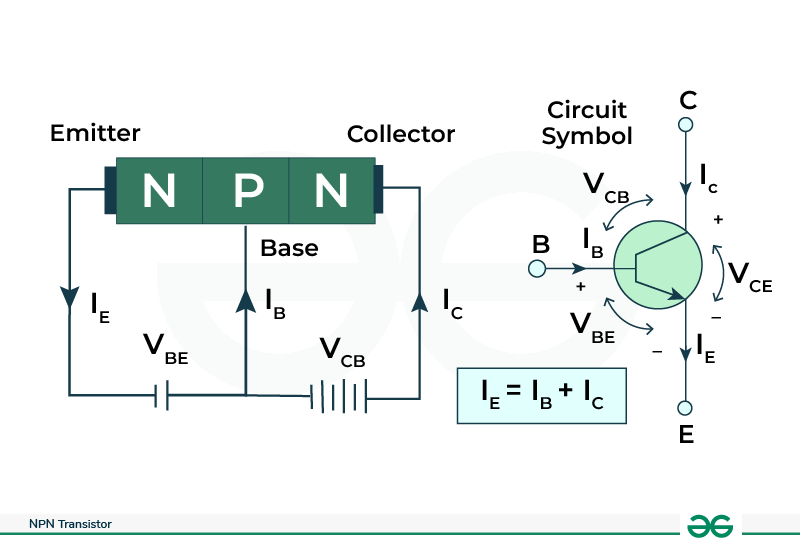 Emitter
Collector
Circuit
Symbol
C
N P N
Base
I_E
I_B
I_C
V_BE
V_CB
V_CB
I_c
+
B
I_B
+
V_CE
−
V_BE
−
I_E
I_E = I_B + I_C
E
NPN Transistor